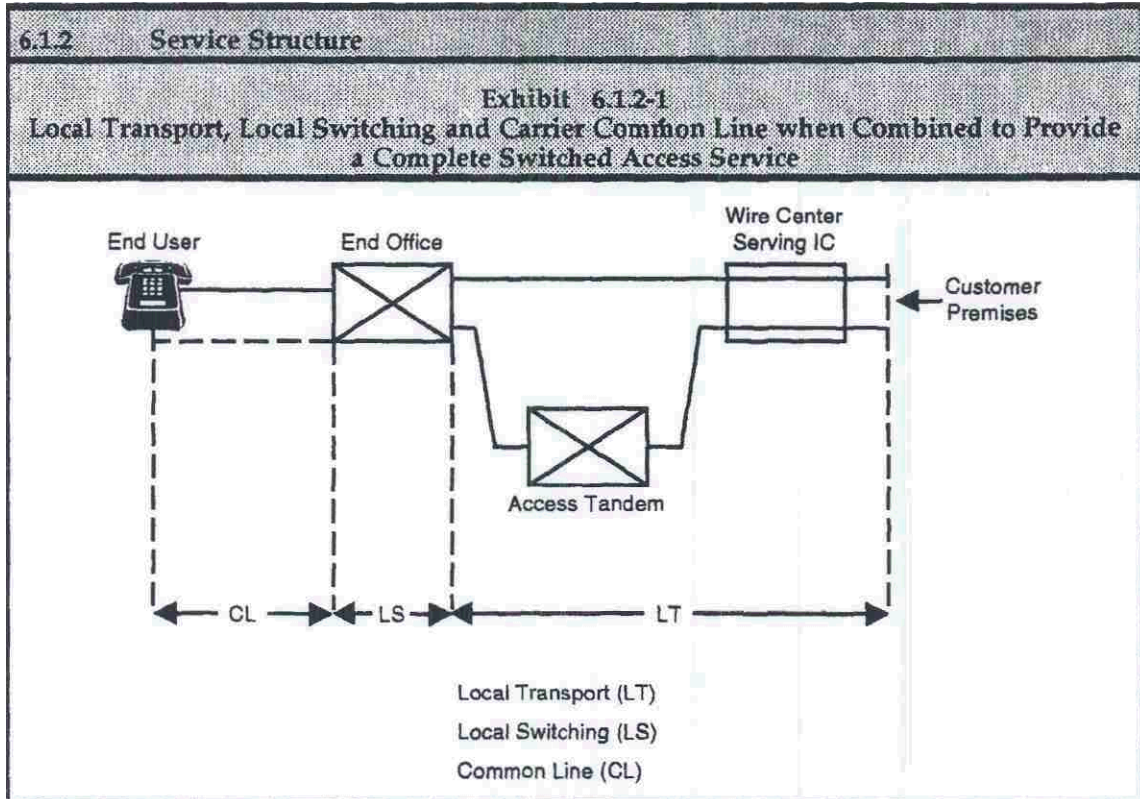 6.1.2 Service Structure
Exhibit 6.1.2-1
Local Transport, Local Switching and Carrier Common Line when Combined to Provide
a Complete Switched Access Service
Wire Center
Serving IC
End User
End Office
Customer
Premises
Access Tandem
CL
LS
LT
Local Transport (LT)
Local Switching (LS)
Common Line (CL)